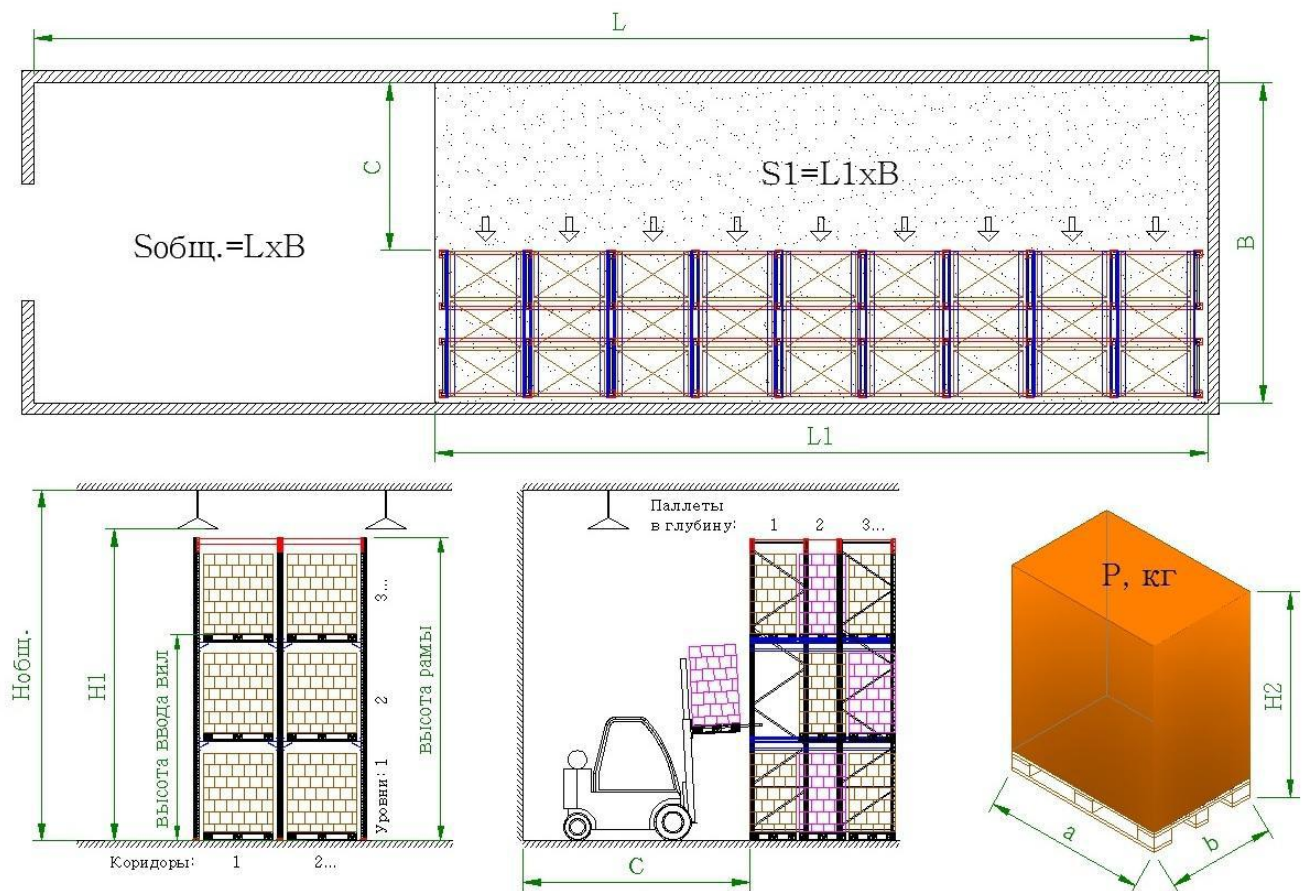 L
C
S1=L1xB
Sобщ.=LxB
B
L1
Паллеты
в глубину: 1 2 3...
P, кг
Hобщ.
H1
высота ввода вил
3...
2
Уровни: 1
высота рамы
H2
Коридоры: 1 2...
C
a
b